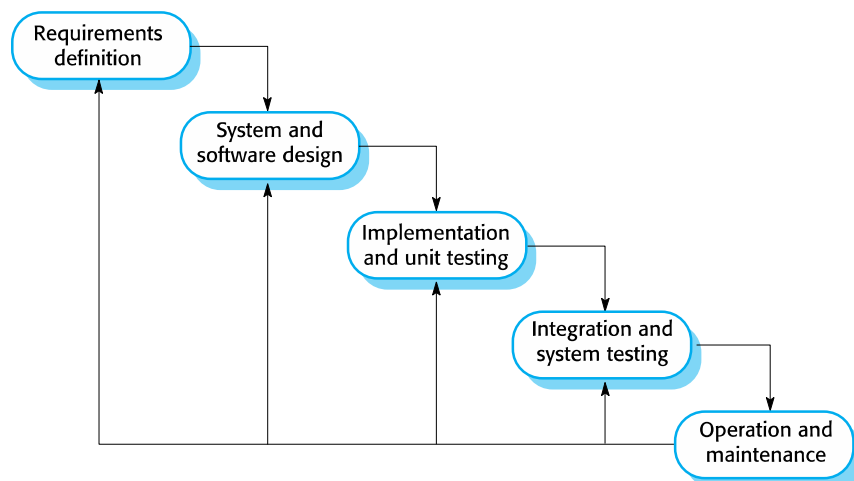 Requirements
definition
System and
software design
Implementation
and unit testing
Integration and
system testing
Operation and
maintenance